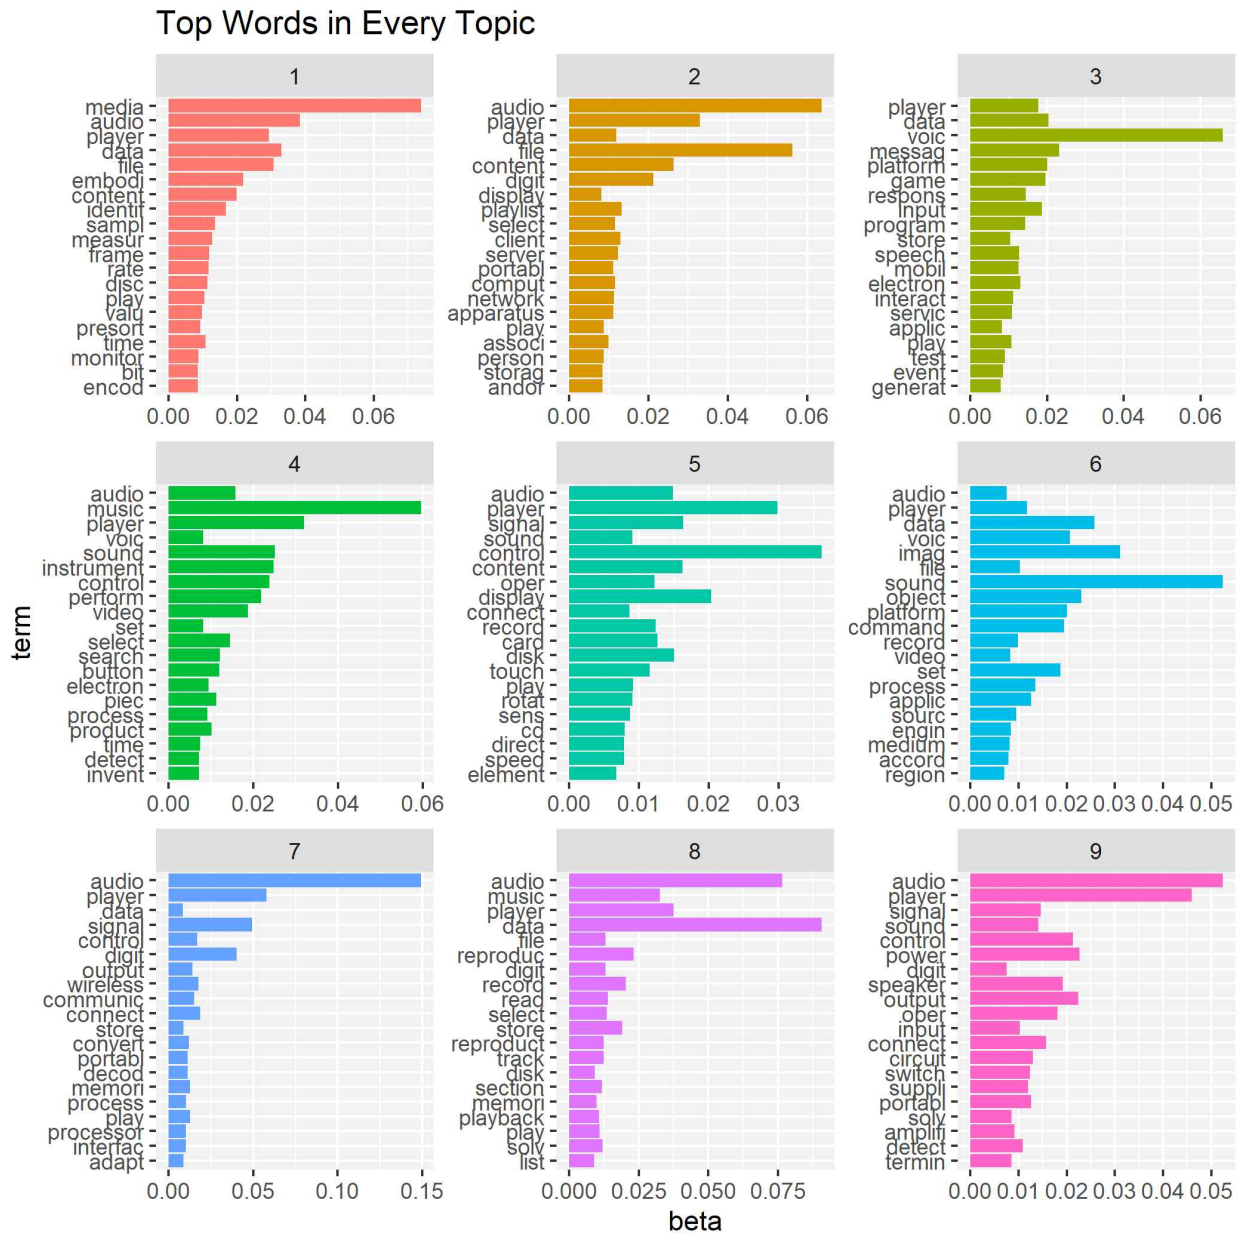 Top Words in Every Topic
1
media
audio
player
data
file
embodi
content
identif
sampl
measur
frame
rate
disc
play
valu
presort
time
monitor
bit
encod
0.00 0.02 0.04 0.06
2
audio
player
data
file
content
digit
display
playlist
select
client
server
portabl
comput
network
apparatus
play
associ
person
storag
andor
0.00 0.02 0.04 0.06
3
player
data
voic
messag
platform
game
respons
input
program
store
speech
mobil
electron
interact
servic
applic
play
test
event
generat
0.00 0.02 0.04 0.06
term
4
audio
music
player
voic
sound
instrument
control
perform
video
set
select
search
button
electron
piec
process
product
time
detect
invent
0.00 0.02 0.04 0.06
5
audio
player
signal
sound
control
content
oper
display
connect
record
card
disk
touch
play
rotat
sens
cd
direct
speed
element
0.00 0.01 0.02 0.03
6
audio
player
data
voic
imag
file
sound
object
platform
command
record
video
set
process
applic
sourc
engin
medium
accord
region
0.00 0.01 0.02 0.03 0.04 0.05
7
audio
player
data
signal
control
digit
output
wireless
communic
connect
store
convert
portabl
decod
memori
process
play
processor
interfac
adapt
0.00 0.05 0.10 0.15
8
audio
music
player
data
file
reproduc
digit
record
read
select
store
reproduct
track
disk
section
memori
playback
play
solv
list
0.000 0.025 0.050 0.075
9
audio
player
signal
sound
control
power
digit
speaker
output
oper
input
connect
circuit
switch
suppli
portabl
solv
amplifi
detect
termin
0.00 0.01 0.02 0.03 0.04 0.05
beta